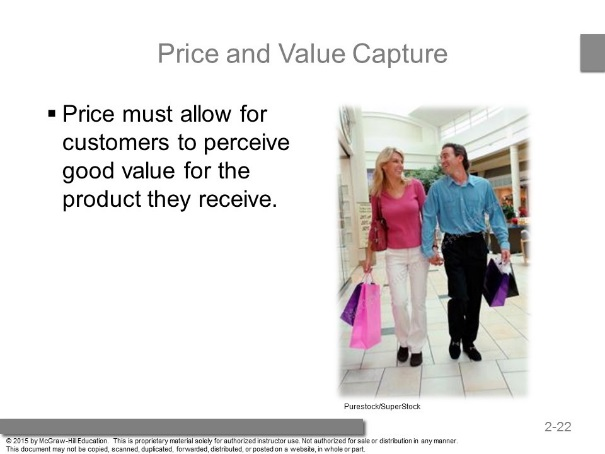 Price and Value Capture
▪ Price must allow for
customers to perceive
good value for the
product they receive.
Purestock/SuperStock
2-22
© 2015 by McGraw-Hill Education. This is proprietary material solely for authorized instructor use. Not authorized for sale or distribution in any manner.
This document may not be copied, scanned, duplicated, forwarded, distributed, or posted on a website, in whole or part.